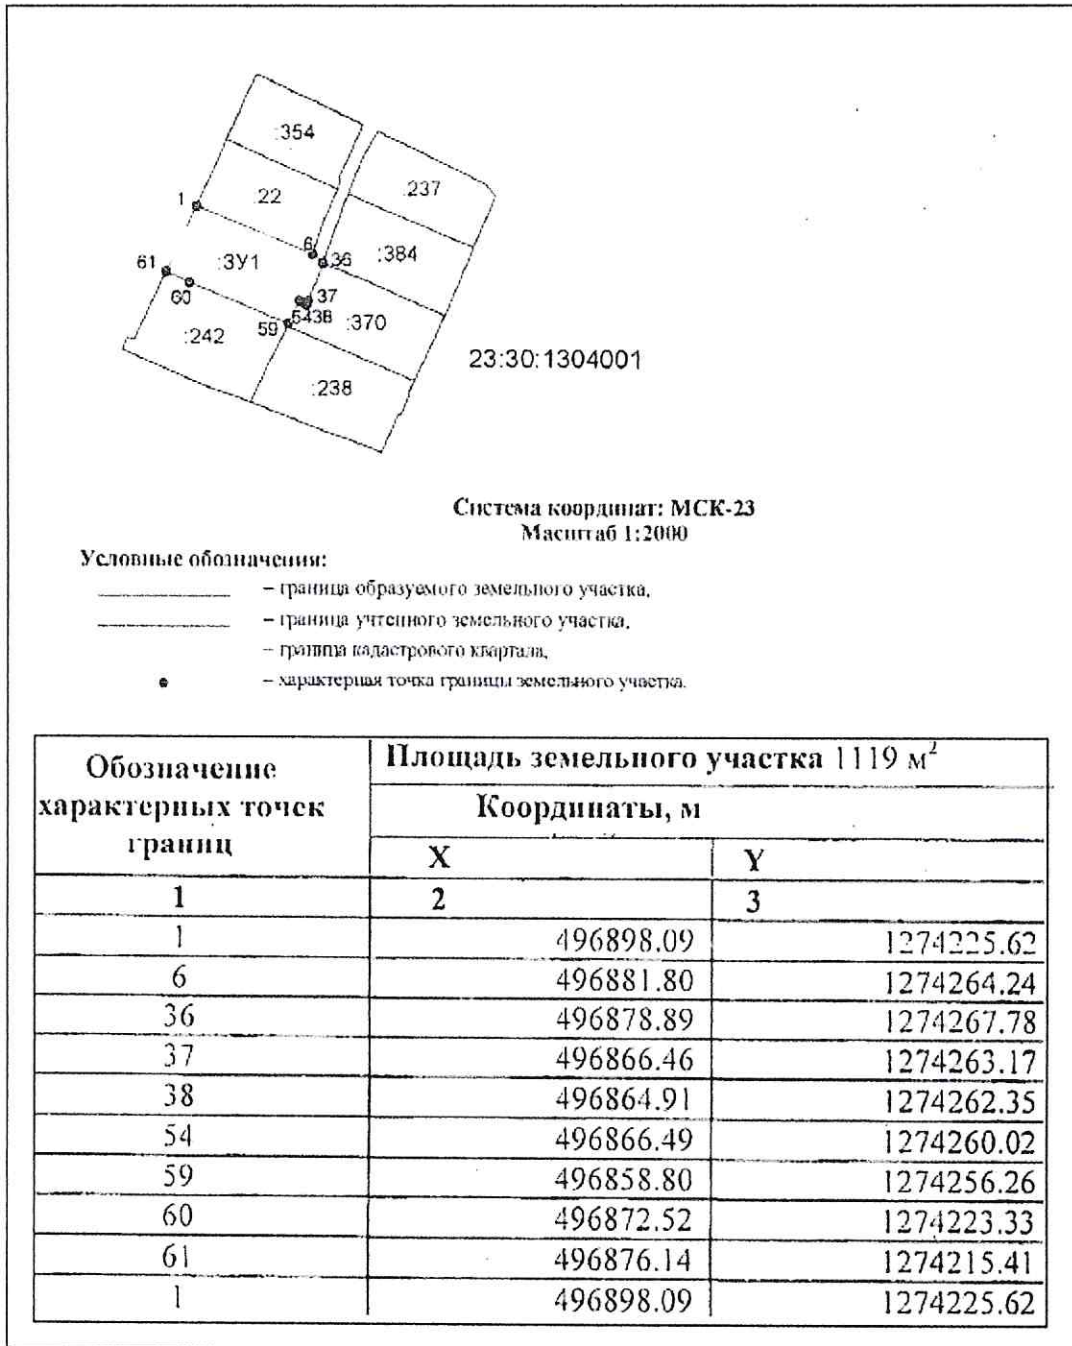 :354
:22
:237
1
6
36
:384
61
:ЗУ1
60
37
5438
59
:370
:242
:238
23:30:1304001
Система координат: МСК-23
Масштаб 1:2000
Условные обозначения:
– граница образуемого земельного участка,
– граница учтенного земельного участка,
– граница кадастрового квартала,
– характерная точка границы земельного участка.
Обозначение характерных точек границ
Площадь земельного участка 1119 м²
Координаты, м
X Y
1 2 3
1 496898.09 1274225.62
6 496881.80 1274264.24
36 496878.89 1274267.78
37 496866.46 1274263.17
38 496864.91 1274262.35
54 496866.49 1274260.02
59 496858.80 1274256.26
60 496872.52 1274223.33
61 496876.14 1274215.41
1 496898.09 1274225.62